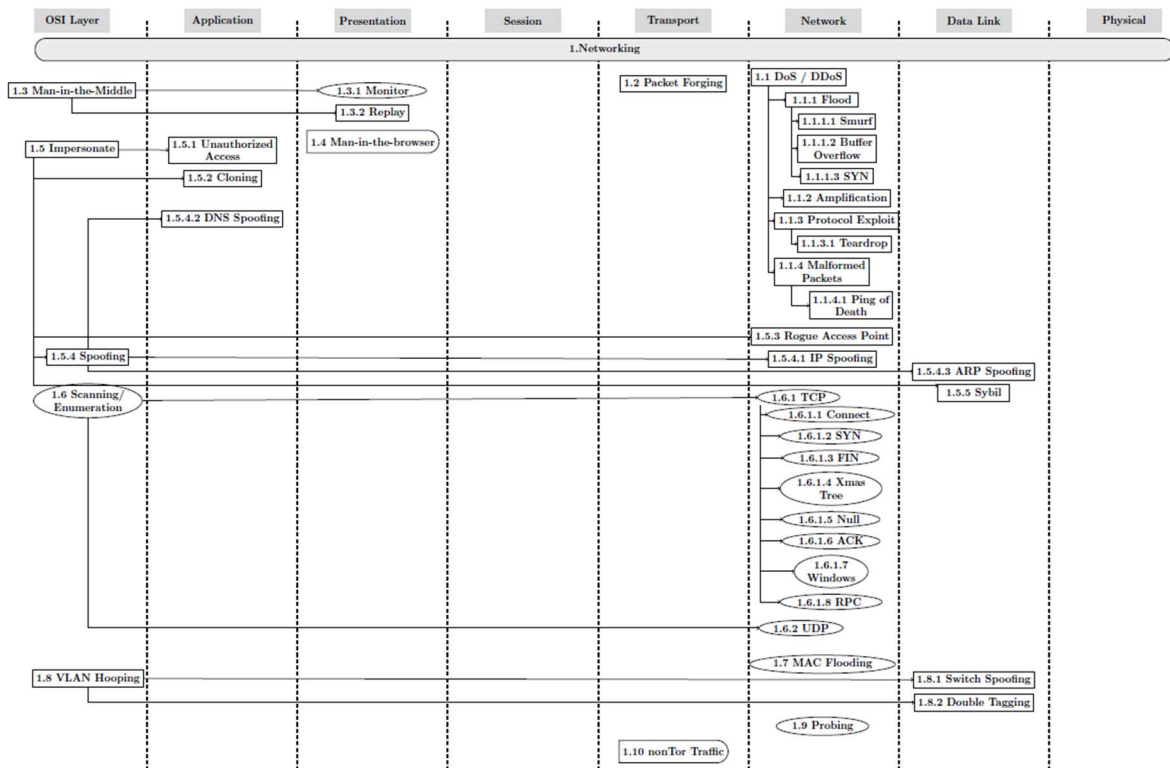 OSI Layer Application Presentation Session Transport Network Data Link Physical
1.Networking
1.1 DoS / DDoS
1.2 Packet Forging
1.3 Man-in-the-Middle
1.3.1 Monitor
1.1.1 Flood
1.3.2 Replay
1.1.1.1 Smurf
1.4 Man-in-the-browser
1.5 Impersonate
1.5.1 Unauthorized
Access
1.1.1.2 Buffer
Overflow
1.5.2 Cloning
1.1.1.3 SYN
1.1.2 Amplification
1.5.4.2 DNS Spoofing
1.1.3 Protocol Exploit
1.1.3.1 Teardrop
1.1.4 Malformed
Packets
1.1.4.1 Ping of
Death
1.5.3 Rogue Access Point
1.5.4 Spoofing
1.5.4.1 IP Spoofing
1.5.4.3 ARP Spoofing
1.5.5 Sybil
1.6 Scanning/
Enumeration
1.6.1 TCP
1.6.1.1 Connect
1.6.1.2 SYN
1.6.1.3 FIN
1.6.1.4 Xmas
Tree
1.6.1.5 Null
1.6.1.6 ACK
1.6.1.7
Windows
1.6.1.8 RPC
1.6.2 UDP
1.7 MAC Flooding
1.8 VLAN Hooping
1.8.1 Switch Spoofing
1.8.2 Double Tagging
1.9 Probing
1.10 nonTor Traffic